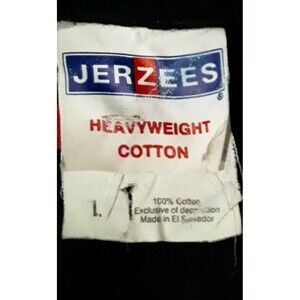 JERZEES
®
HEAVYWEIGHT
COTTON
L
100% Cotton
Exclusive of decoration
Made in El Salvador